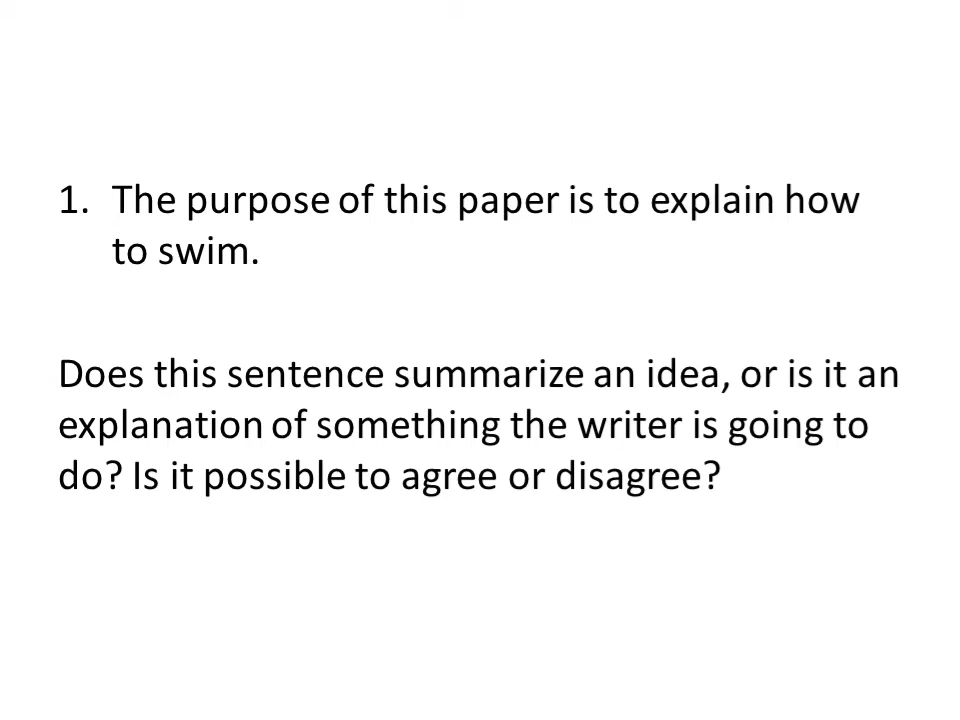 1. The purpose of this paper is to explain how
to swim.
Does this sentence summarize an idea, or is it an
explanation of something the writer is going to
do? Is it possible to agree or disagree?